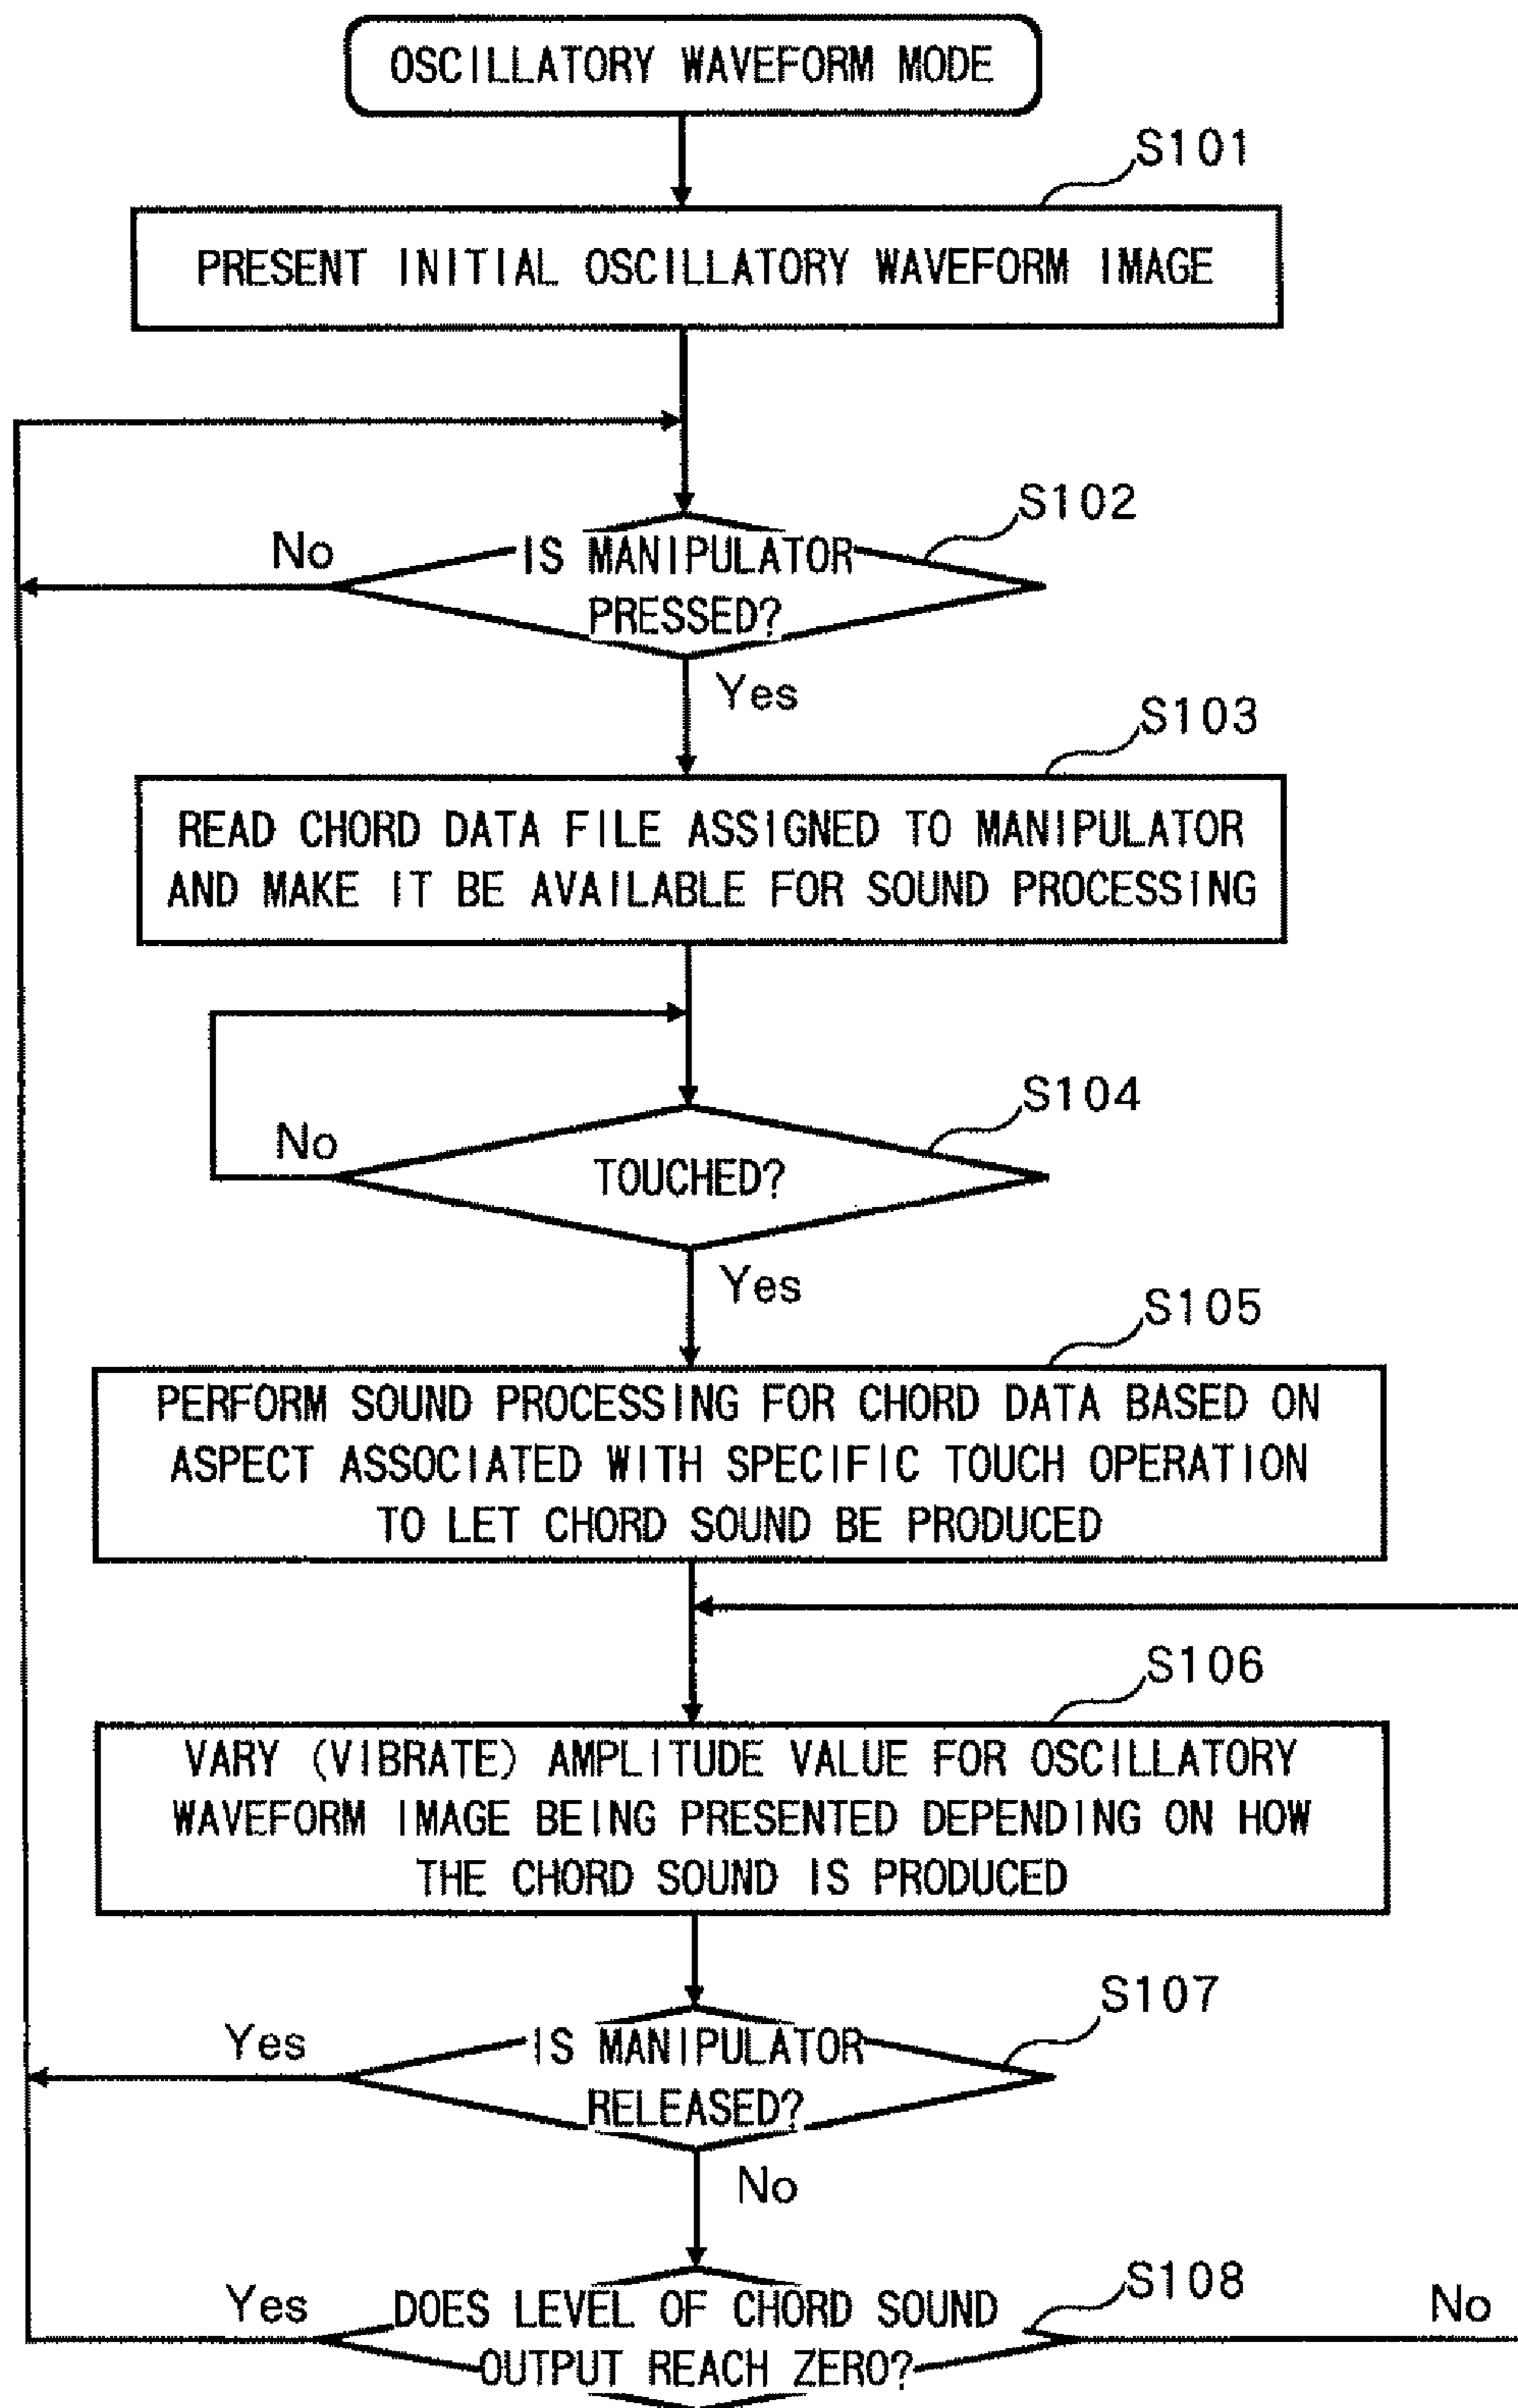 OSCILLATORY WAVEFORM MODE
S101
PRESENT INITIAL OSCILLATORY WAVEFORM IMAGE
S102
No
IS MANIPULATOR
PRESSED?
Yes
S103
READ CHORD DATA FILE ASSIGNED TO MANIPULATOR
AND MAKE IT BE AVAILABLE FOR SOUND PROCESSING
S104
No
TOUCHED?
Yes
S105
PERFORM SOUND PROCESSING FOR CHORD DATA BASED ON
ASPECT ASSOCIATED WITH SPECIFIC TOUCH OPERATION
TO LET CHORD SOUND BE PRODUCED
S106
VARY (VIBRATE) AMPLITUDE VALUE FOR OSCILLATORY
WAVEFORM IMAGE BEING PRESENTED DEPENDING ON HOW
THE CHORD SOUND IS PRODUCED
S107
Yes
IS MANIPULATOR
RELEASED?
No
S108
Yes
DOES LEVEL OF CHORD SOUND
OUTPUT REACH ZERO?
No